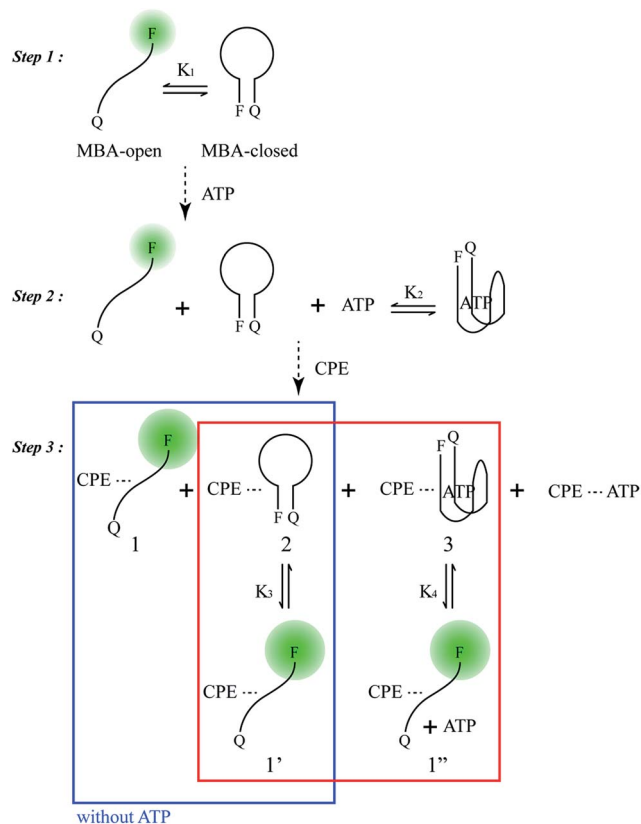 F
Step 1 :
K1
F Q
Q
MBA-open MBA-closed
ATP
F
Step 2 :
F Q
Q
+ + ATP
K2
Q
F
ATP
CPE
Step 3 :
F
CPE
Q
1
+
CPE
F Q
2
+
Q
F
CPE ATP
3
+ CPE --- ATP
K3 K4
F F
CPE CPE
Q Q + ATP
1' 1"
without ATP